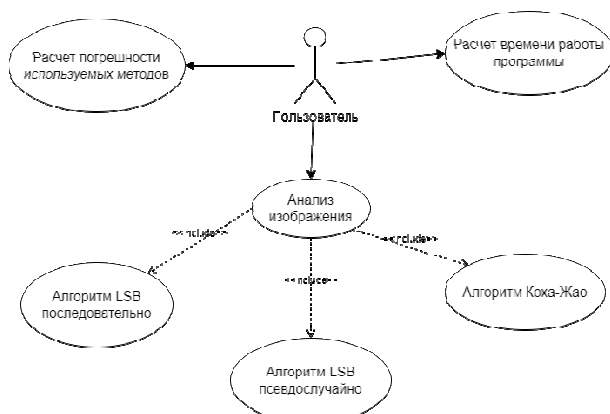 Расчет погрешности
используемых методов
Расчет времени работы
программы
Пользователь
Анализ
изображения
<<include>>
<<include>>
<<include>>
Алгоритм LSB
последовательно
Алгоритм Коха-Жао
Алгоритм LSB
псевдослучайно